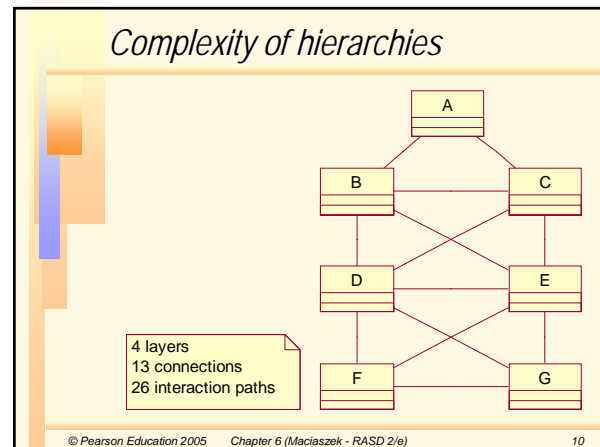 Complexity of hierarchies
A
B C
D E
4 layers
13 connections
26 interaction paths
F G
© Pearson Education 2005 Chapter 6 (Maciaszek - RASD 2/e) 10